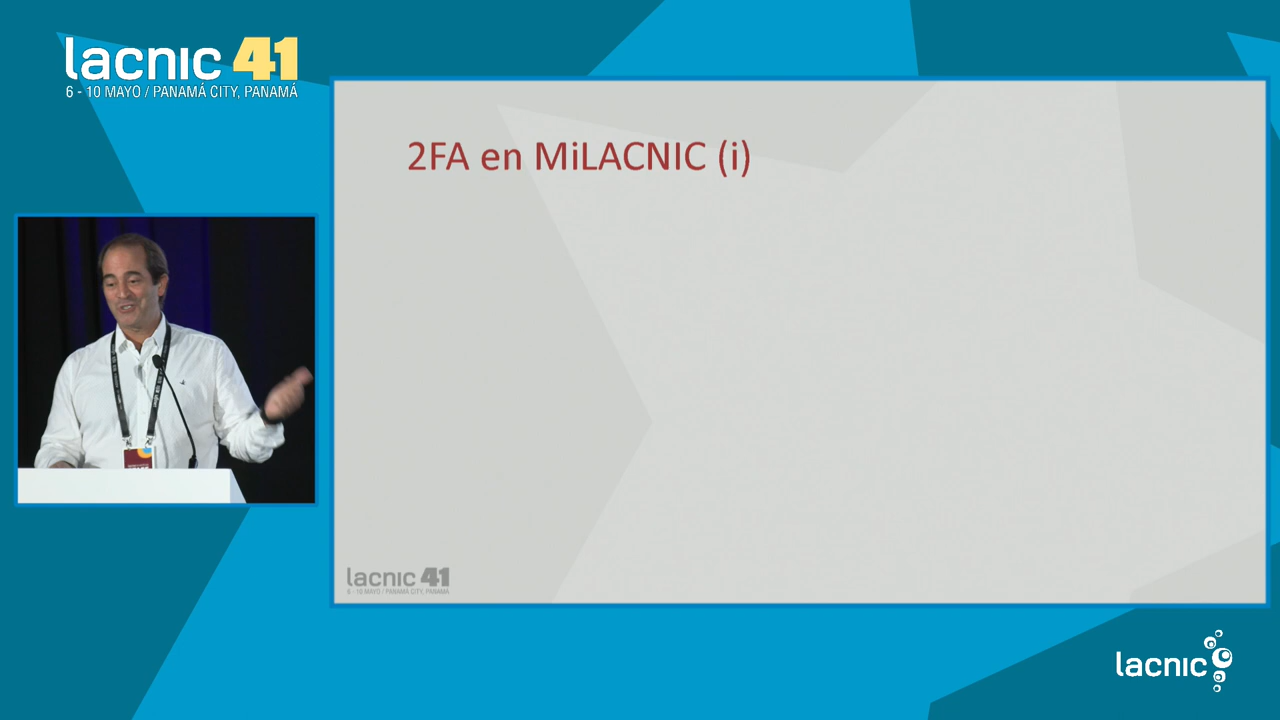 lacnic 41
6 - 10 MAYO / PANAMÁ CITY, PANAMÁ
2FA en MiLACNIC (i)
lacnic 41
6 - 10 MAYO / PANAMÁ CITY, PANAMÁ
lacnic